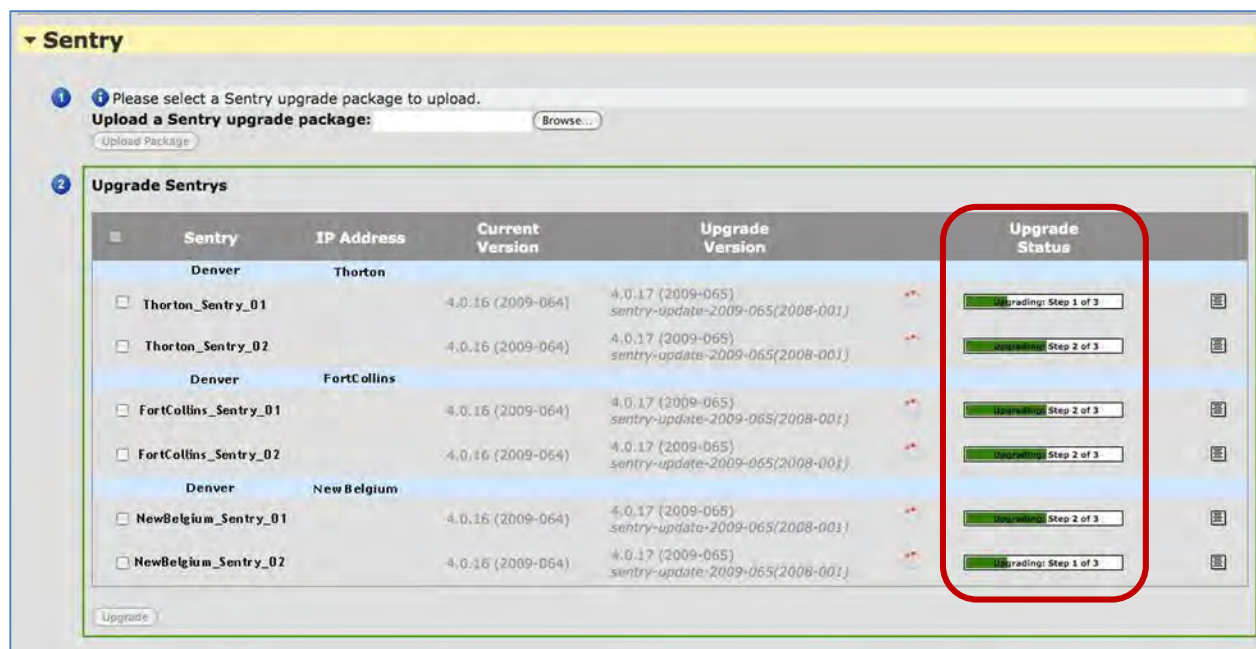 Sentry
1 Please select a Sentry upgrade package to upload.
Upload a Sentry upgrade package: Browse...
Upload Package
2 Upgrade Sentrys
Sentry IP Address Current Version Upgrade Version Upgrade Status
Denver Thorton
Thorton_Sentry_01 4.0.16 (2009-064) 4.0.17 (2009-065) Upgrading: Step 1 of 3
sentry-update-2009-065(2008-001)
Thorton_Sentry_02 4.0.16 (2009-064) 4.0.17 (2009-065) Upgrading: Step 2 of 3
sentry-update-2009-065(2008-001)
Denver FortCollins
FortCollins_Sentry_01 4.0.16 (2009-064) 4.0.17 (2009-065) Upgrading: Step 2 of 3
sentry-update-2009-065(2008-001)
FortCollins_Sentry_02 4.0.16 (2009-064) 4.0.17 (2009-065) Upgrading: Step 2 of 3
sentry-update-2009-065(2008-001)
Denver New Belgium
NewBelgium_Sentry_01 4.0.16 (2009-064) 4.0.17 (2009-065) Upgrading: Step 2 of 3
sentry-update-2009-065(2008-001)
NewBelgium_Sentry_02 4.0.16 (2009-064) 4.0.17 (2009-065) Upgrading: Step 1 of 3
sentry-update-2009-065(2008-001)
Upgrade